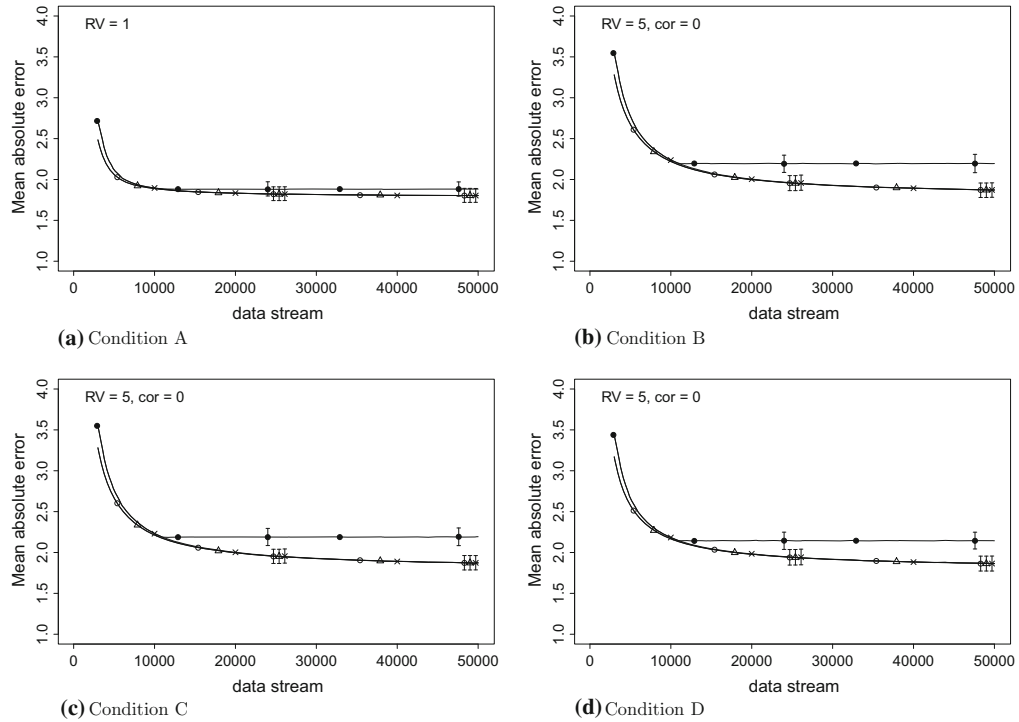 RV = 1
Mean absolute error
4.0
3.5
3.0
2.5
2.0
1.5
1.0
0 10000 20000 30000 40000 50000
data stream
(a) Condition A
RV = 5, cor = 0
Mean absolute error
4.0
3.5
3.0
2.5
2.0
1.5
1.0
0 10000 20000 30000 40000 50000
data stream
(b) Condition B
RV = 5, cor = 0
Mean absolute error
4.0
3.5
3.0
2.5
2.0
1.5
1.0
0 10000 20000 30000 40000 50000
data stream
(c) Condition C
RV = 5, cor = 0
Mean absolute error
4.0
3.5
3.0
2.5
2.0
1.5
1.0
0 10000 20000 30000 40000 50000
data stream
(d) Condition D